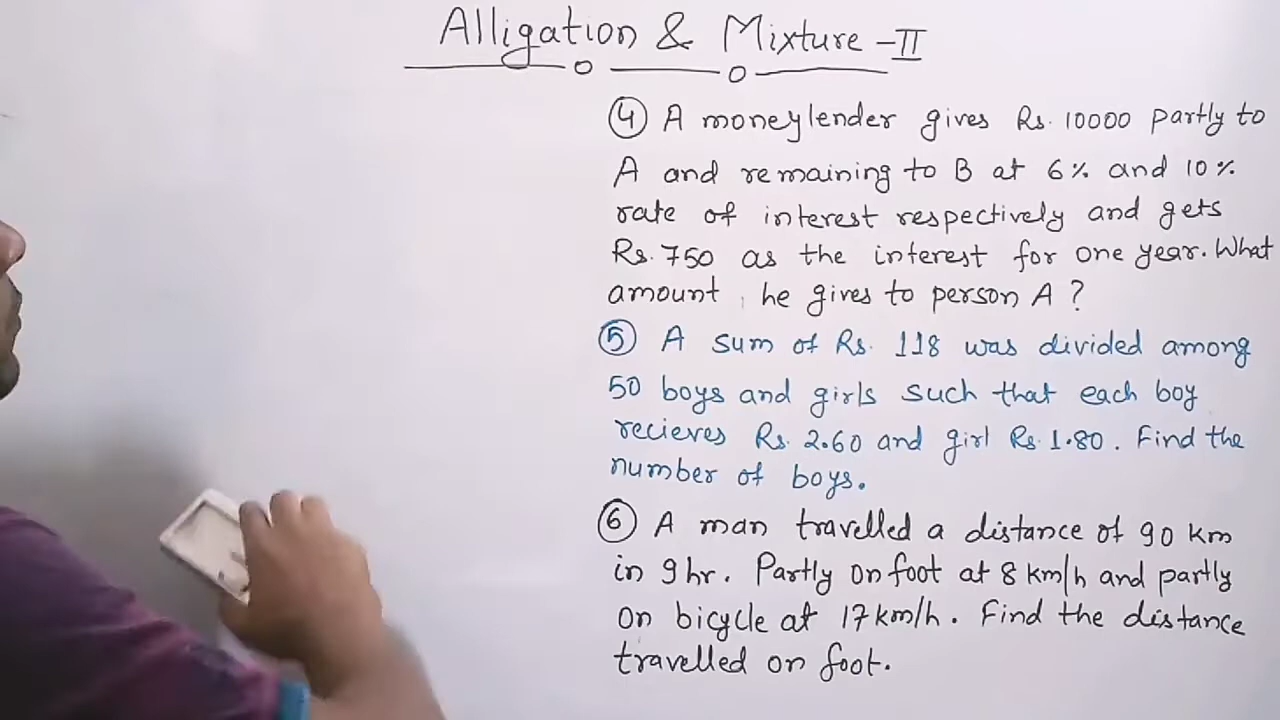 Alligation & Mixture -II
④ A moneylender gives Rs. 10000 partly to
A and remaining to B at 6% and 10%
rate of interest respectively and gets
Rs. 750 as the interest for one year. What
amount he gives to person A ?
⑤ A sum of Rs. 118 was divided among
50 boys and girls such that each boy
recieves Rs. 2.60 and girl Rs. 1.80. Find the
number of boys.
⑥ A man travelled a distance of 90 km
in 9 hr. Partly on foot at 8 km/h and partly
on bicycle at 17 km/h. Find the distance
travelled on foot.